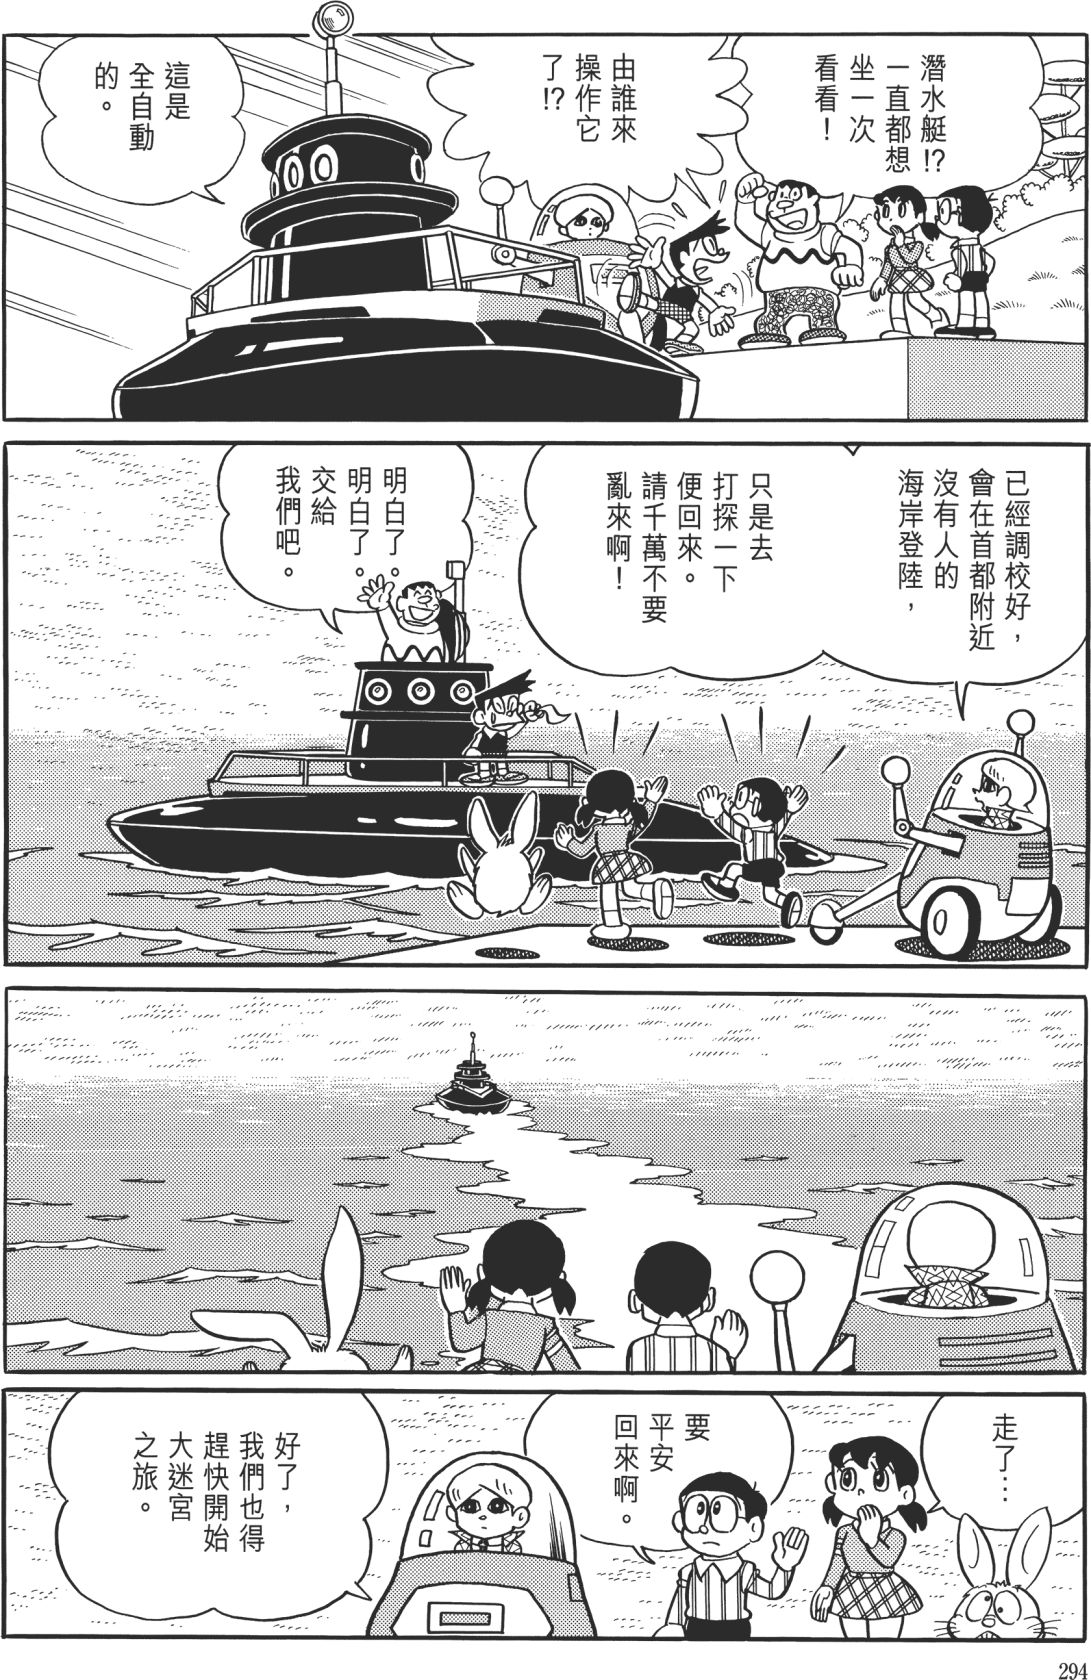 潛水艇!?
一直都想
坐一次
看看！
由誰來
操作它
了!?
這是
全自動
的。
已經調校好，
會在首都附近
沒有人的
海岸登陸，
只是去
打探一下
便回來。
請千萬不要
亂來啊！
明白了。
明白了。
交給
我們吧。
走了…
要
平安
回來啊。
好了，
我們也得
趕快開始
大迷宮
之旅。
294